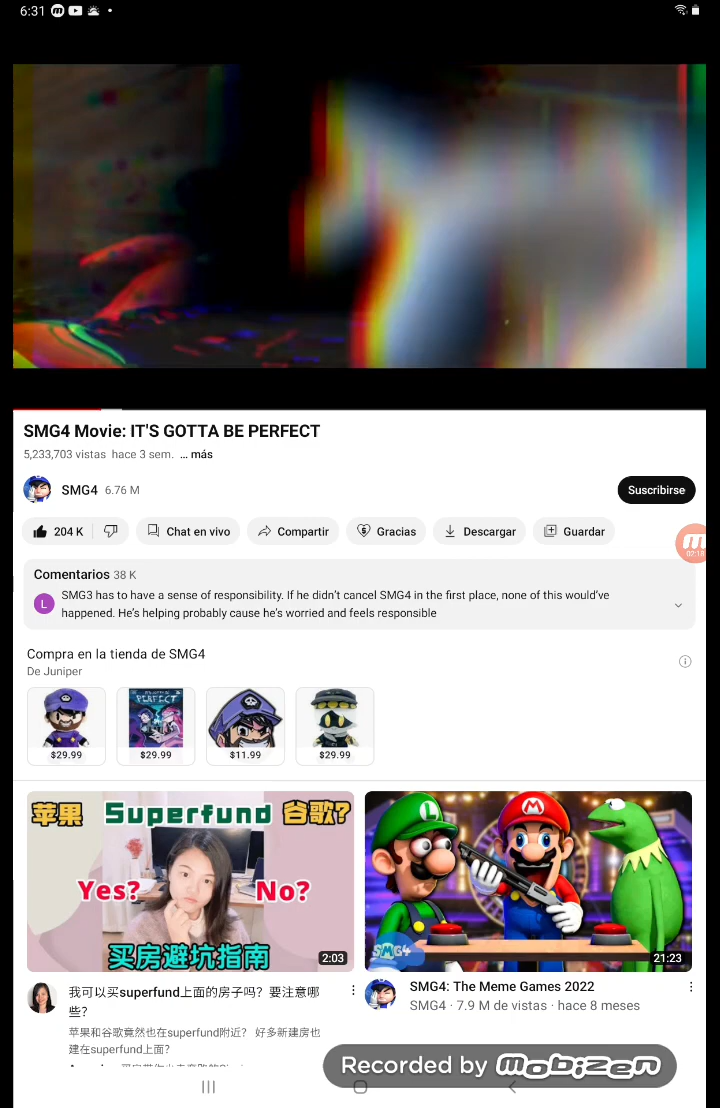 6:31
SMG4 Movie: IT'S GOTTA BE PERFECT
5,233,703 vistas hace 3 sem. ... más
SMG4 6.76 M
Suscribirse
204 K
Chat en vivo
Compartir
Gracias
Descargar
Guardar
02:18
Comentarios 38 K
L
SMG3 has to have a sense of responsibility. If he didn't cancel SMG4 in the first place, none of this would've
happened. He's helping probably cause he's worried and feels responsible
Compra en la tienda de SMG4
De Juniper
PERFECT
$29.99
$29.99
$11.99
$29.99
苹果 Superfund 谷歌?
Yes? No?
买房避坑指南
2:03
L
M
SMG4
21:23
我可以买superfund上面的房子吗？要注意哪
些?
苹果和谷歌竟然也在superfund附近？ 好多新建房也
建在superfund上面？
SMG4: The Meme Games 2022
SMG4 · 7.9 M de vistas · hace 8 meses
Recorded by mobizen